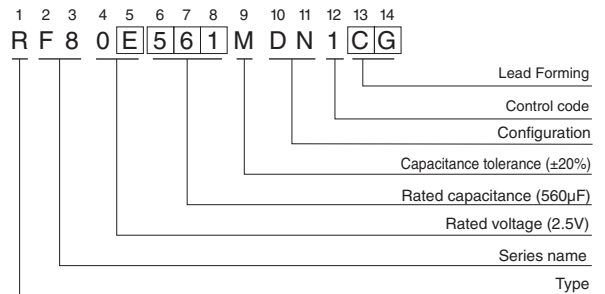 1 2 3 4 5 6 7 8 9 10 11 12 13 14
R F 8 0 E 5 6 1 M D N 1 C G
Lead Forming
Control code
Configuration
Capacitance tolerance (±20%)
Rated capacitance (560µF)
Rated voltage (2.5V)
Series name
Type